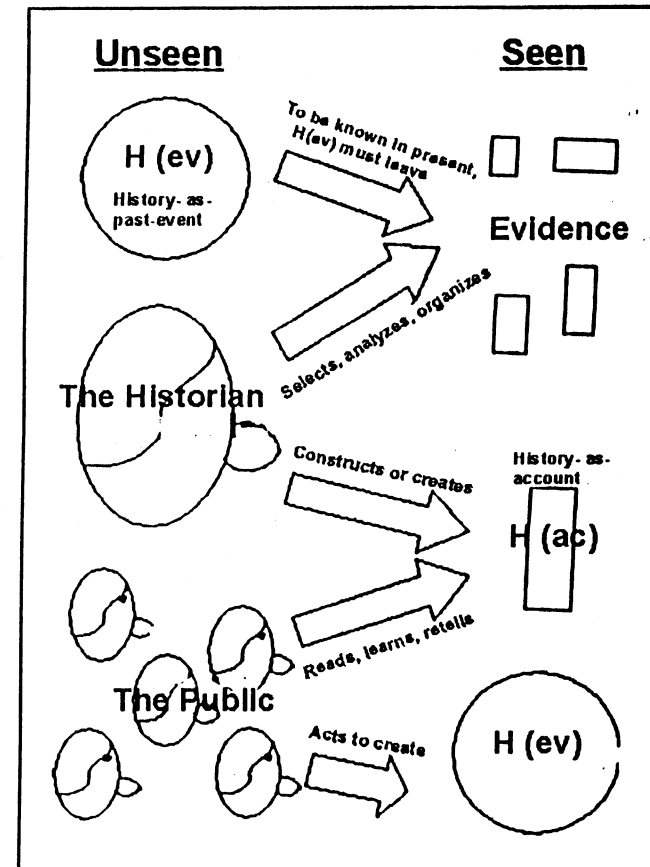 Unseen
Seen
H (ev)
History- as-
past-event
To be known in present,
H(ev) must leave
Evidence
Selects, analyzes, organizes
The Historian
Constructs or creates
History- as-
account
H (ac)
Reads, learns, retells
The Public
Acts to create
H (ev)